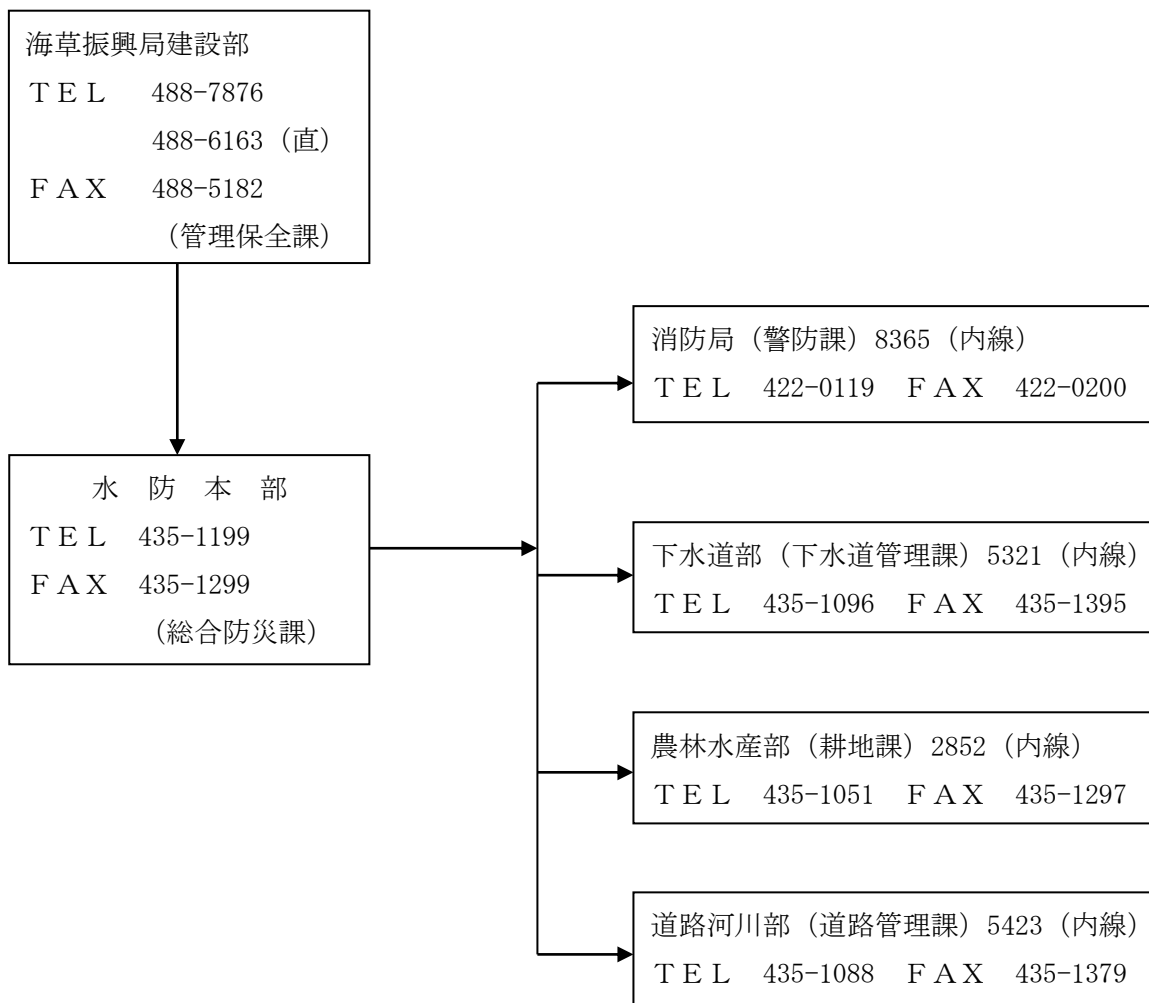 海草振興局建設部
ＴＥＬ　488-7876
488-6163（直）
ＦＡＸ　488-5182
（管理保全課）
水　防　本　部
ＴＥＬ　435-1199
ＦＡＸ　435-1299
（総合防災課）
消防局（警防課）8365（内線）
ＴＥＬ　422-0119　ＦＡＸ　422-0200
下水道部（下水道管理課）5321（内線）
ＴＥＬ　435-1096　ＦＡＸ　435-1395
農林水産部（耕地課）2852（内線）
ＴＥＬ　435-1051　ＦＡＸ　435-1297
道路河川部（道路管理課）5423（内線）
ＴＥＬ　435-1088　ＦＡＸ　435-1379